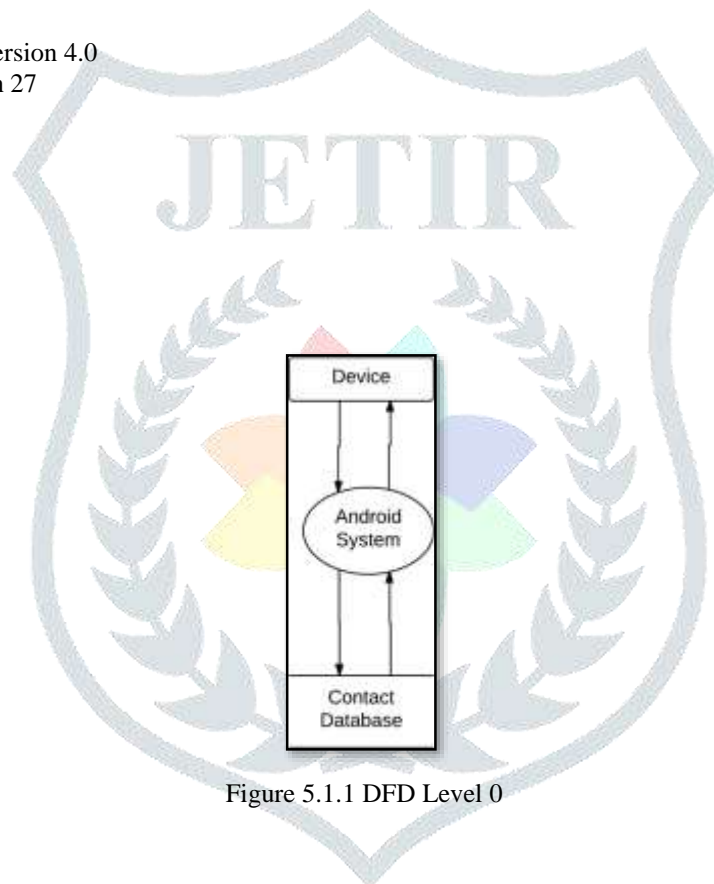 ersion 4.0
27
JETIR
Device
Android
System
Contact
Database
Figure 5.1.1 DFD Level 0